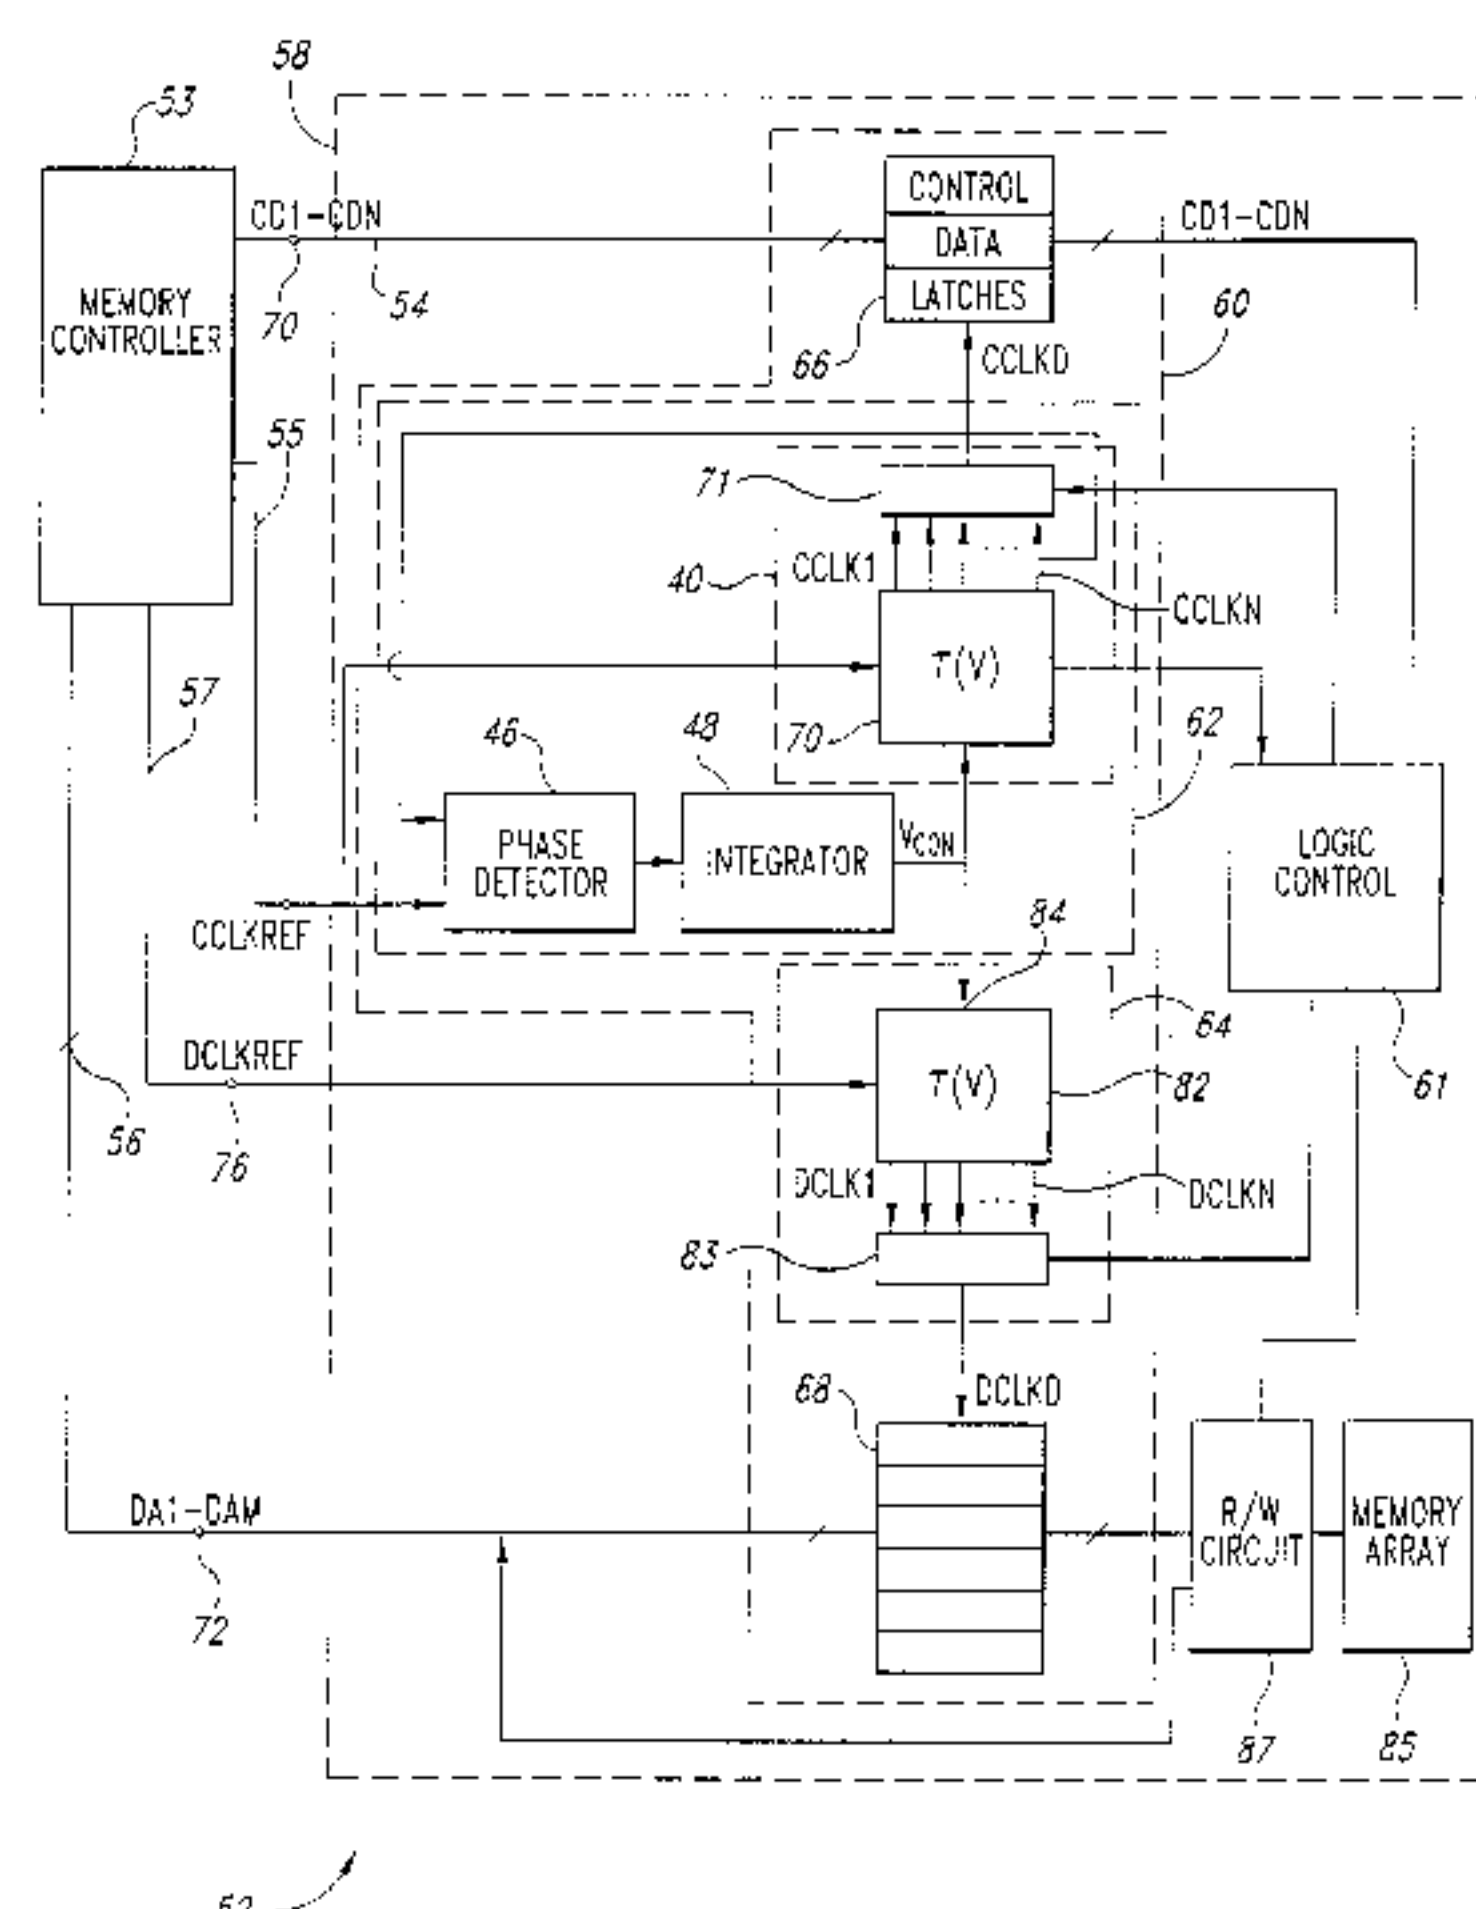 58
53
CD1-CDN
CONTROL
DATA
LATCHES
CD1-CDN
MEMORY
CONTROLLER
70
54
66
CCLKD
60
55
71
40
CCLK1
CCLKN
T(V)
57
70
46
48
62
PHASE
DETECTOR
INTEGRATOR
VCON
LOGIC
CONTROL
CCLKREF
84
64
DCLKREF
T(V)
82
61
56
76
DCLK1
DCLKN
83
68
DCLKD
DA1-DAM
R/W
CIRCUIT
MEMORY
ARRAY
72
87
85